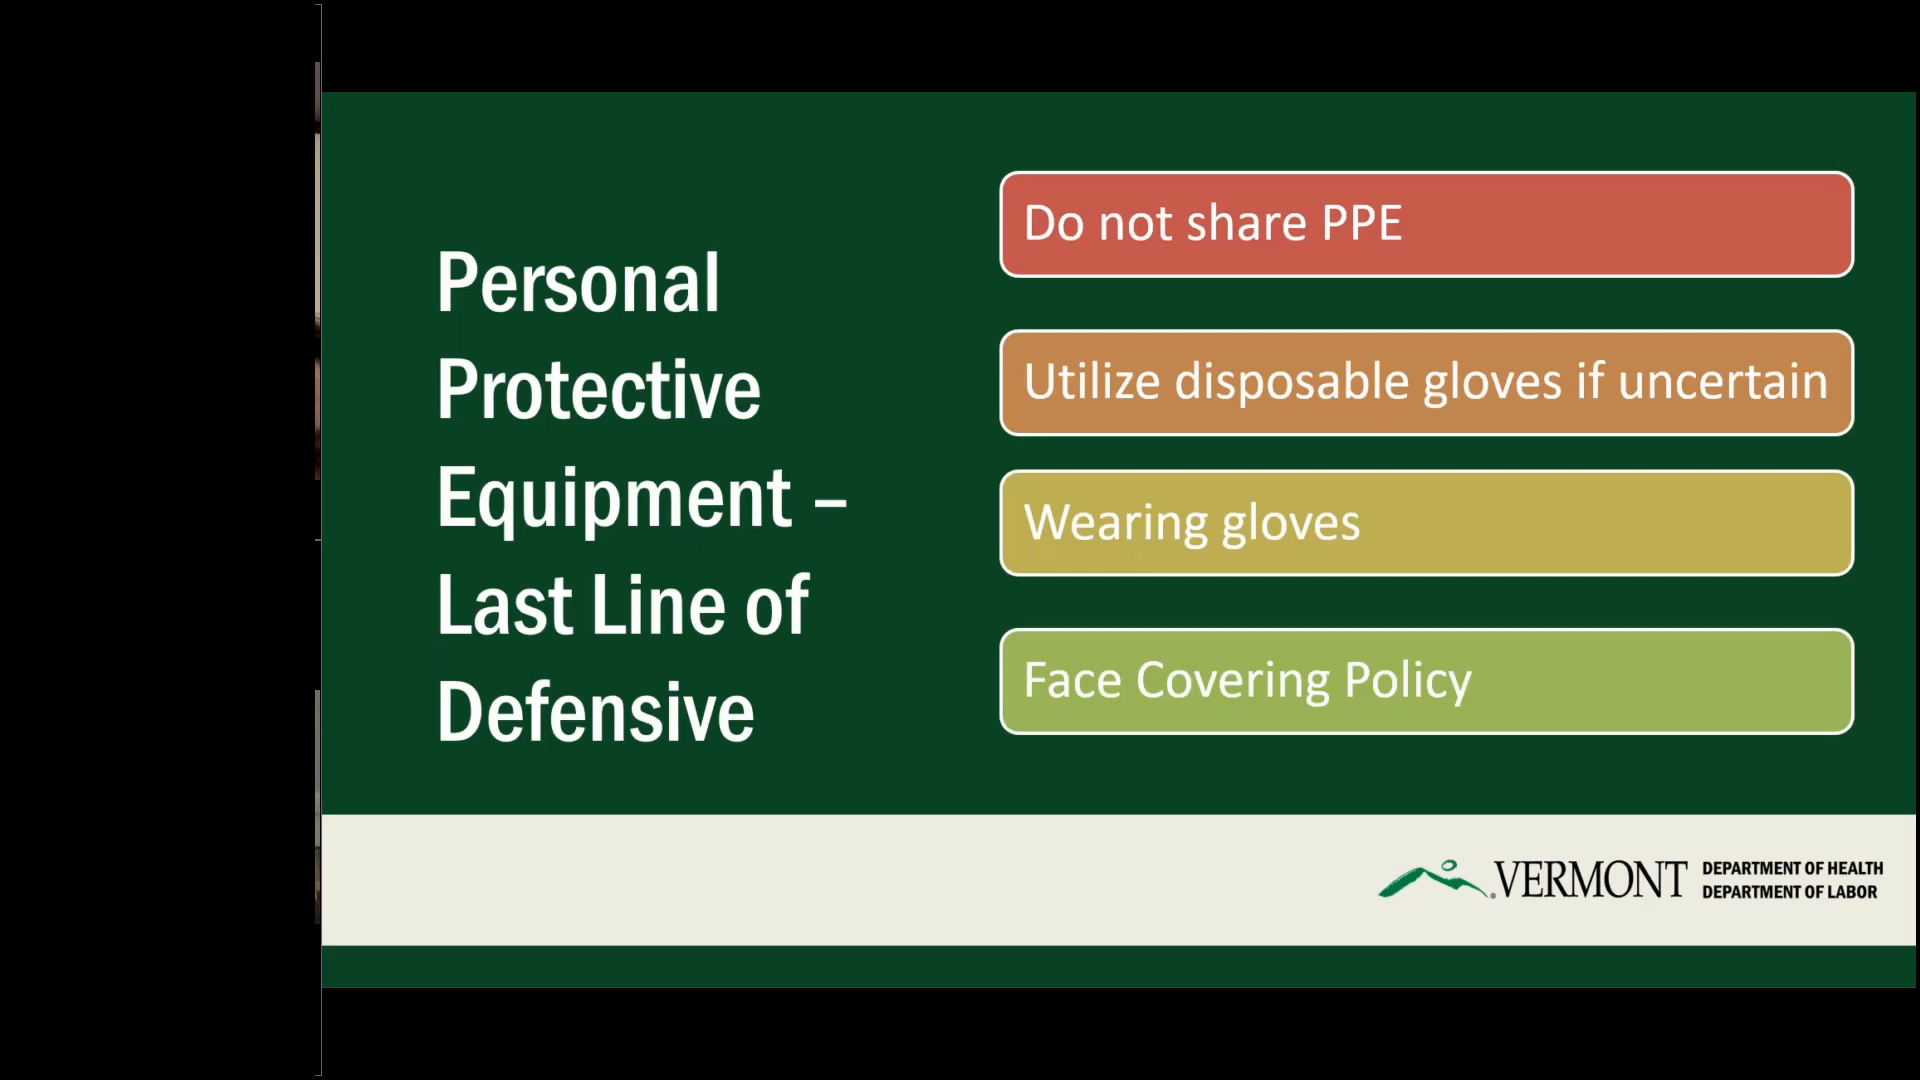 Personal
Protective
Equipment –
Last Line of
Defensive
Do not share PPE
Utilize disposable gloves if uncertain
Wearing gloves
Face Covering Policy
VERMONT
DEPARTMENT OF HEALTH
DEPARTMENT OF LABOR